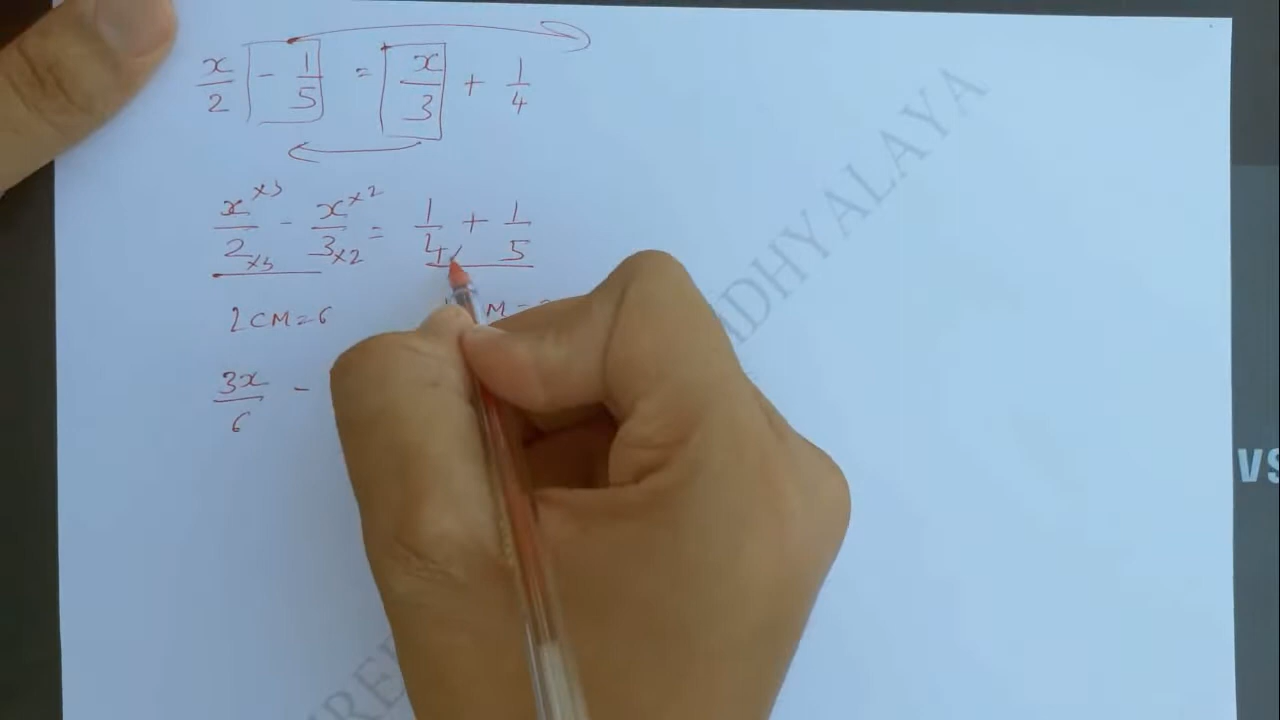 x/2 - 1/5 = x/3 + 1/4
x×3/2×3 - x×2/3×2 = 1/4 + 1/5
LCM=6
3x/6 -
VS